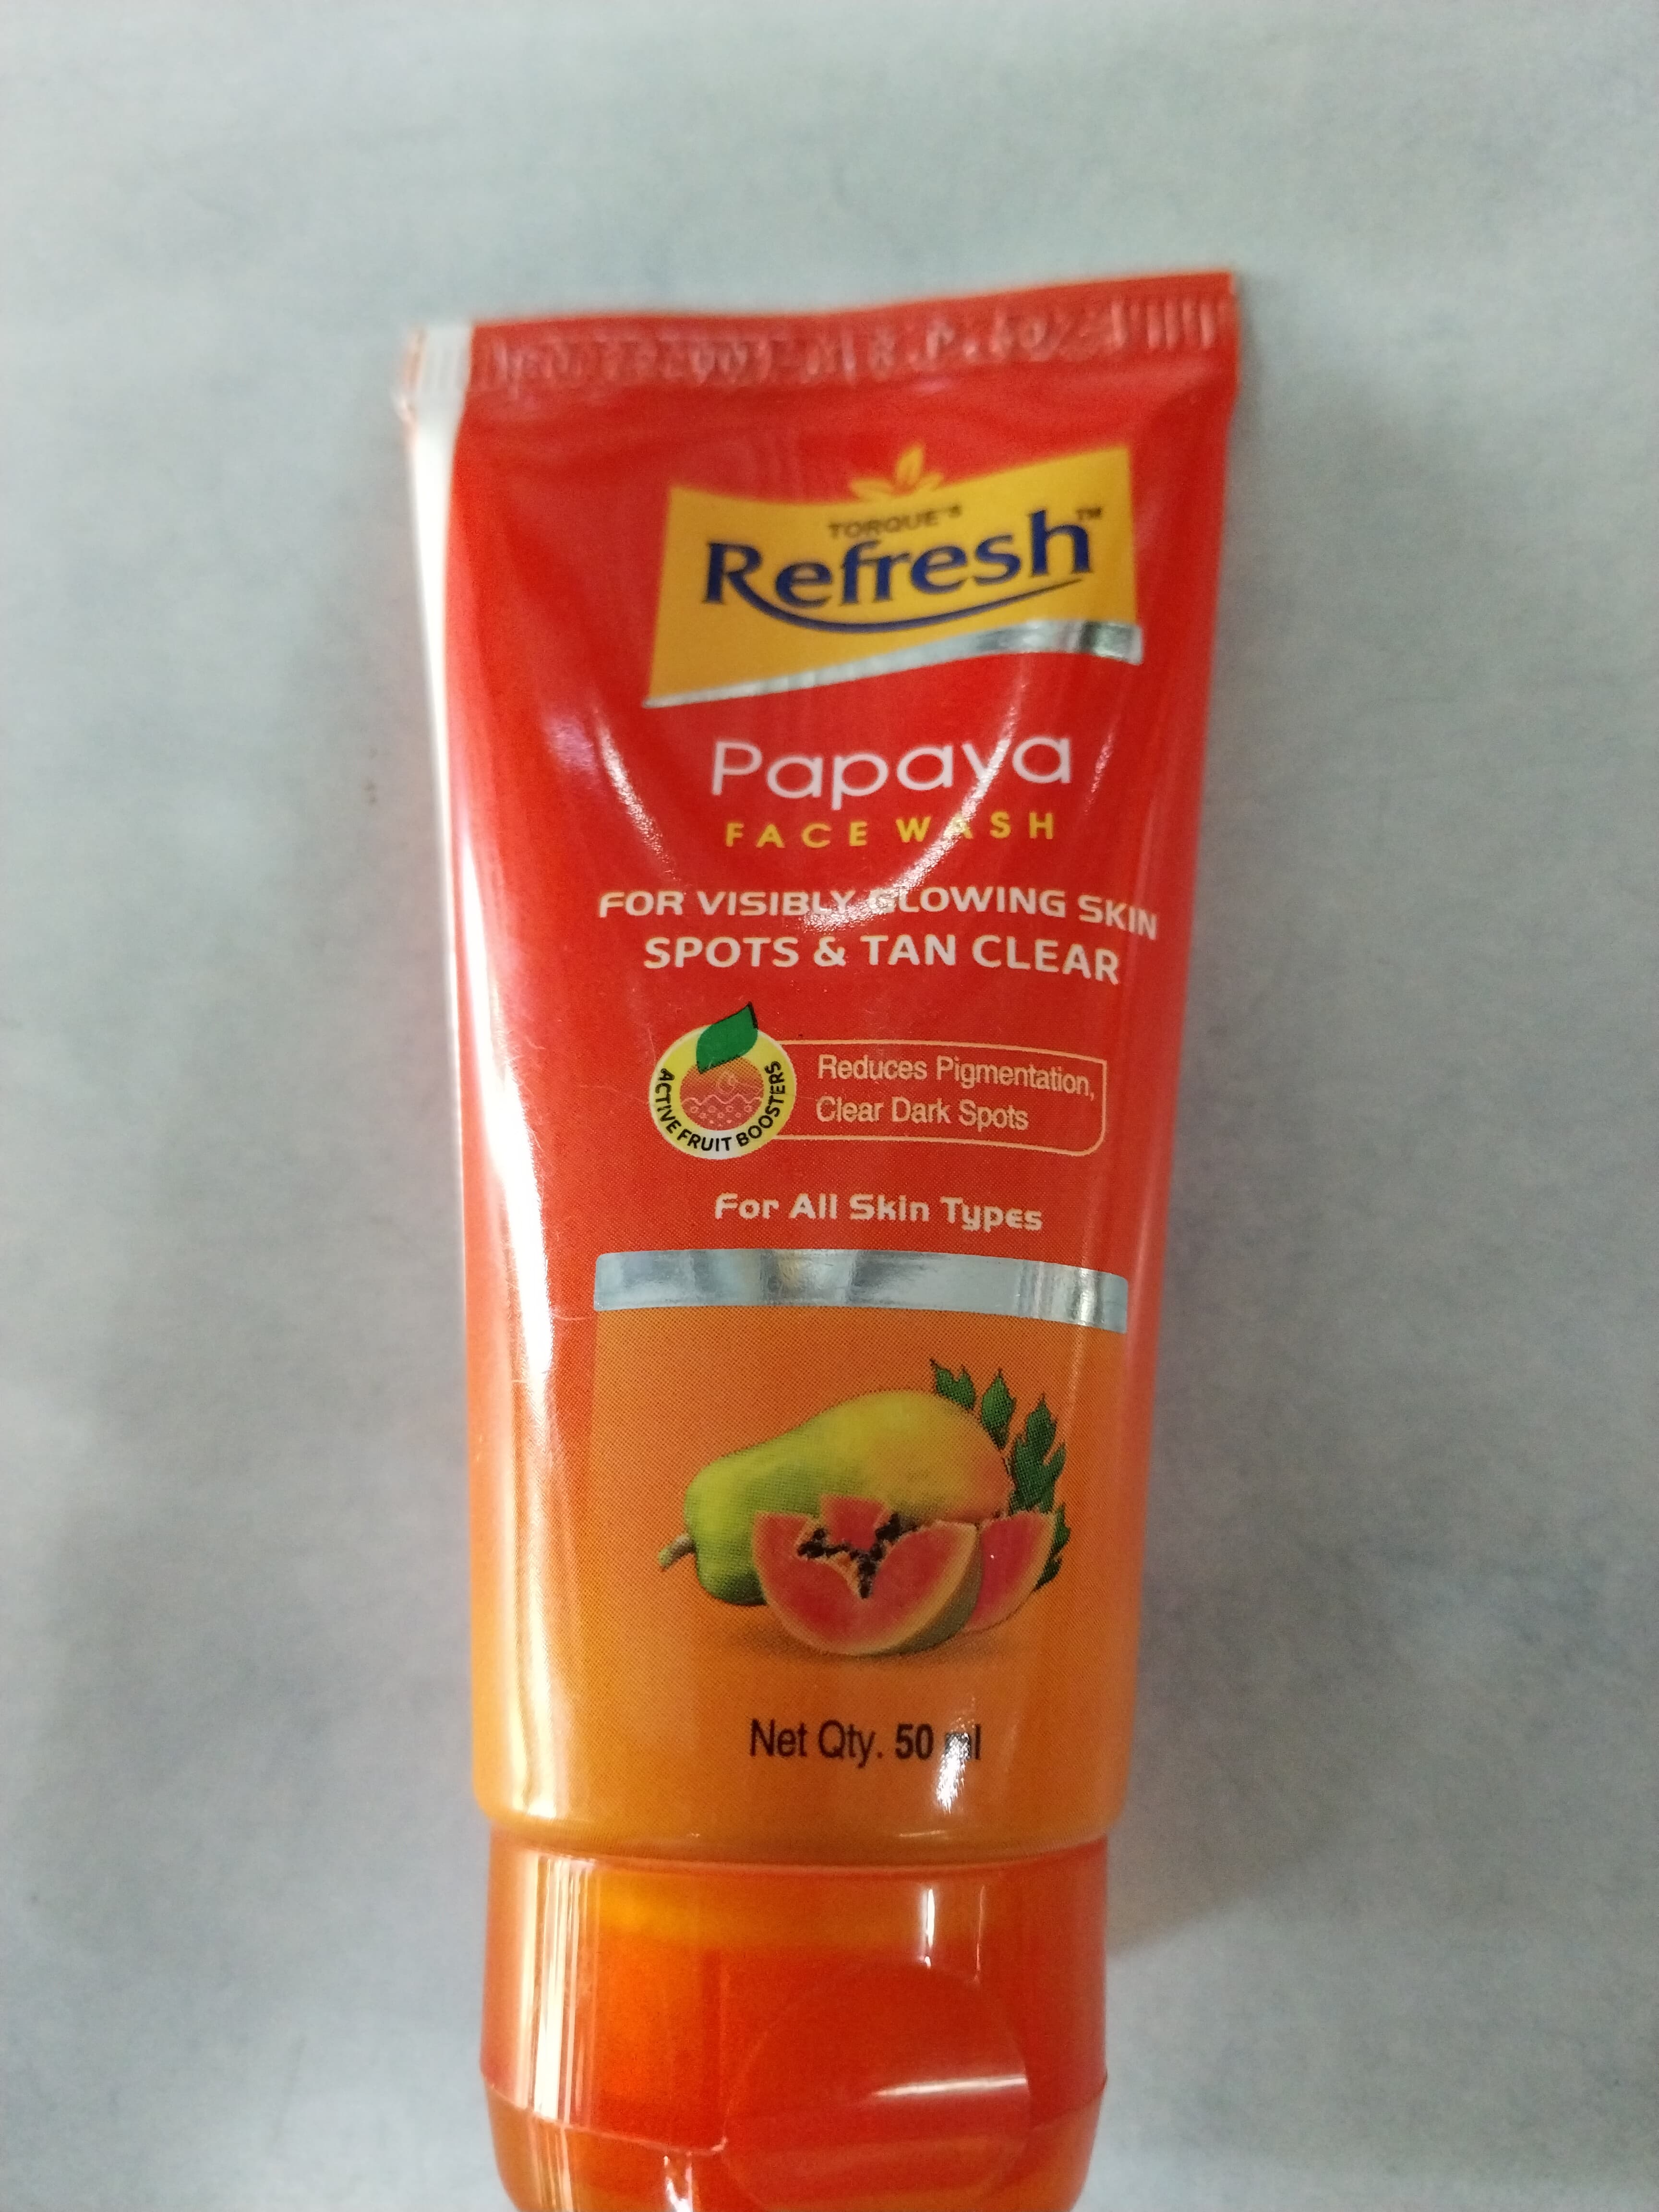 TORQUE'S
Refresh™
Papaya
FACE WASH
FOR VISIBLY GLOWING SKIN
SPOTS & TAN CLEAR
ACTIVE FRUIT BOOSTERS
Reduces Pigmentation,
Clear Dark Spots
For All Skin Types
Net Qty. 50 ml